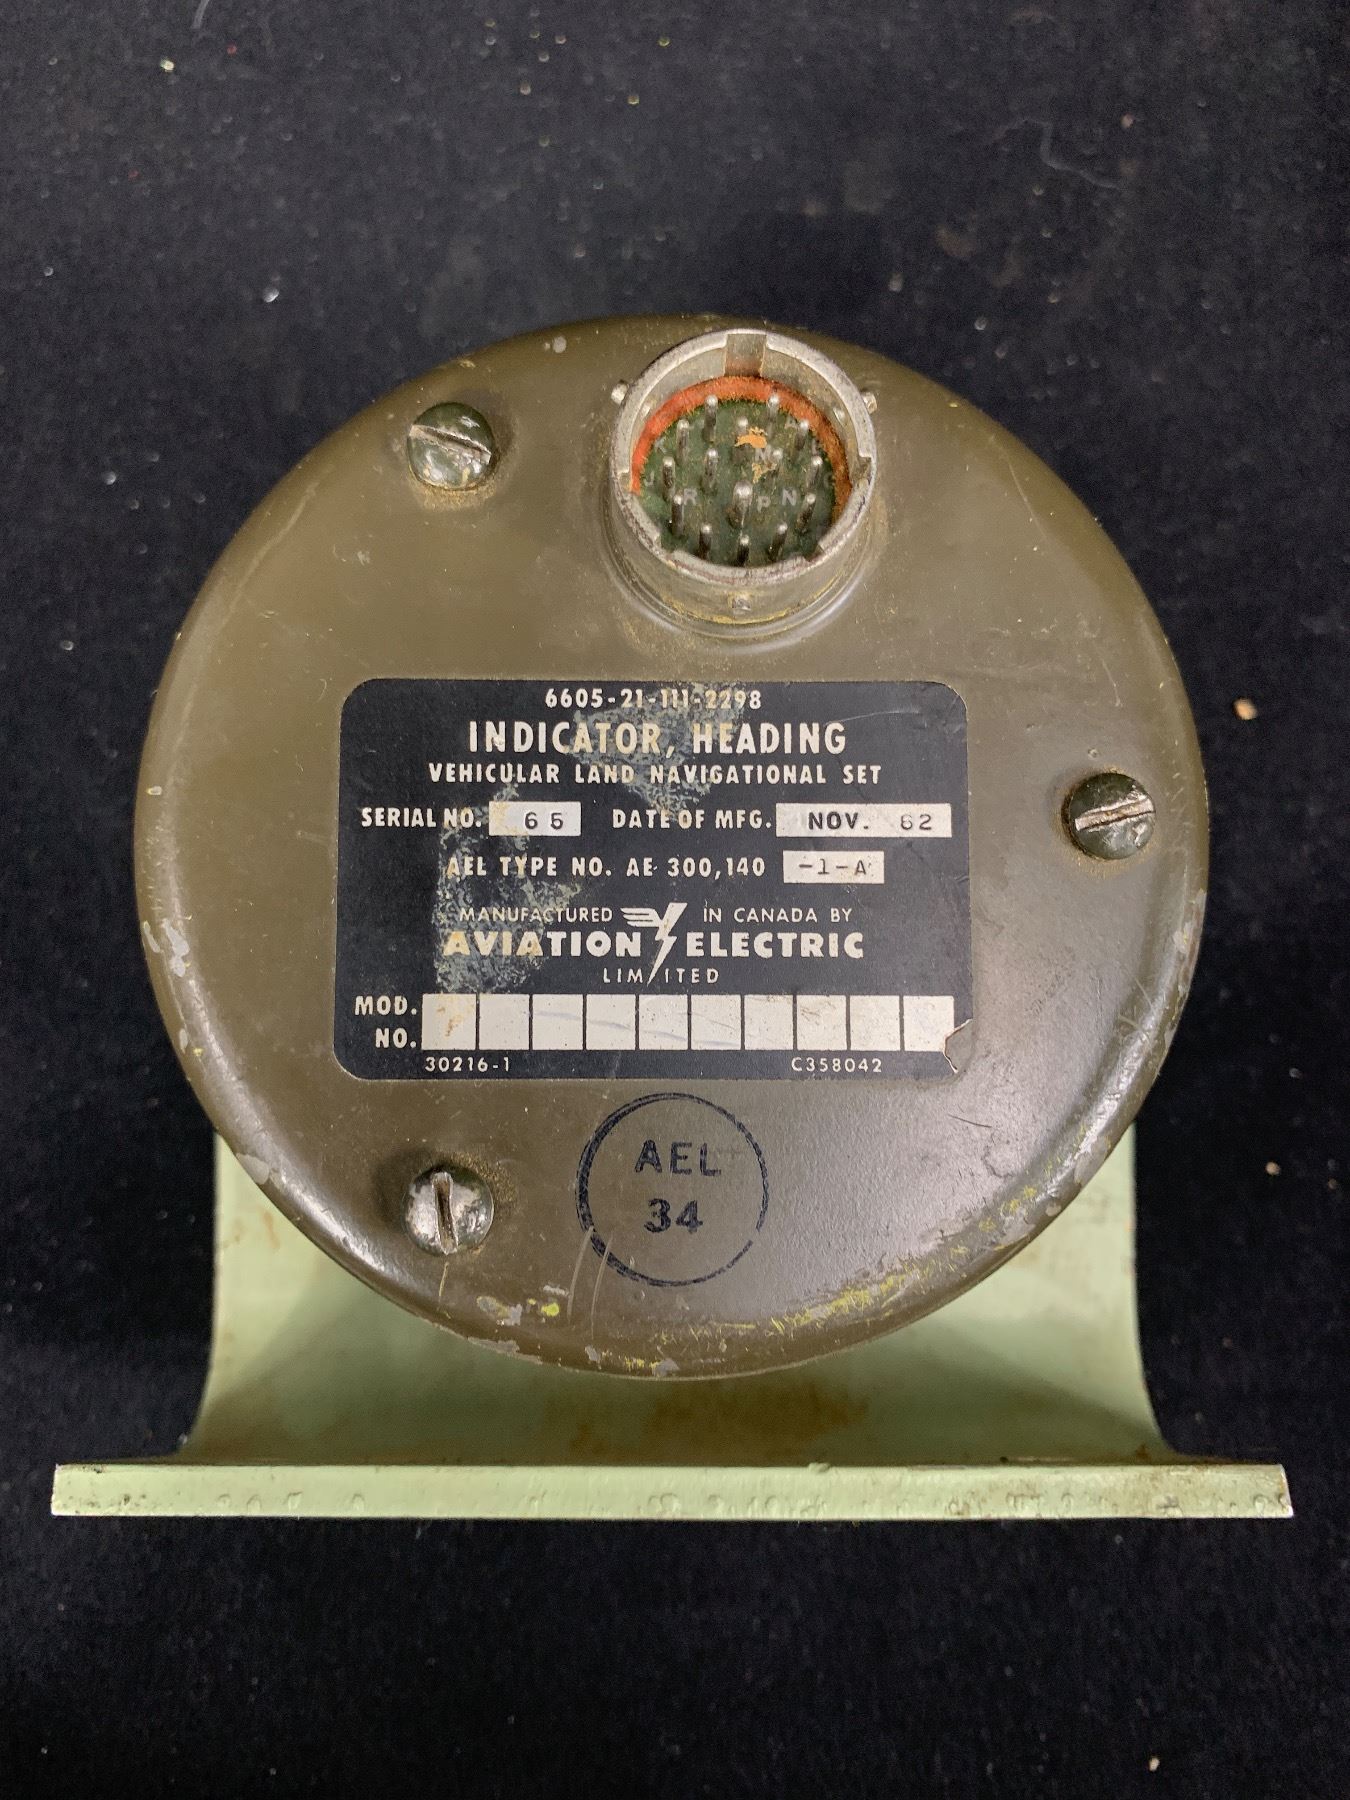 R P N
6605-21-111-2298
INDICATOR, HEADING
VEHICULAR LAND NAVIGATIONAL SET
SERIAL NO. 65 DATE OF MFG. NOV. 62
AEL TYPE NO. AE 300,140 -1-A
MANUFACTURED IN CANADA BY
AVIATION ELECTRIC
LIMITED
MOD.
NO.
30216-1 C358042
AEL
34